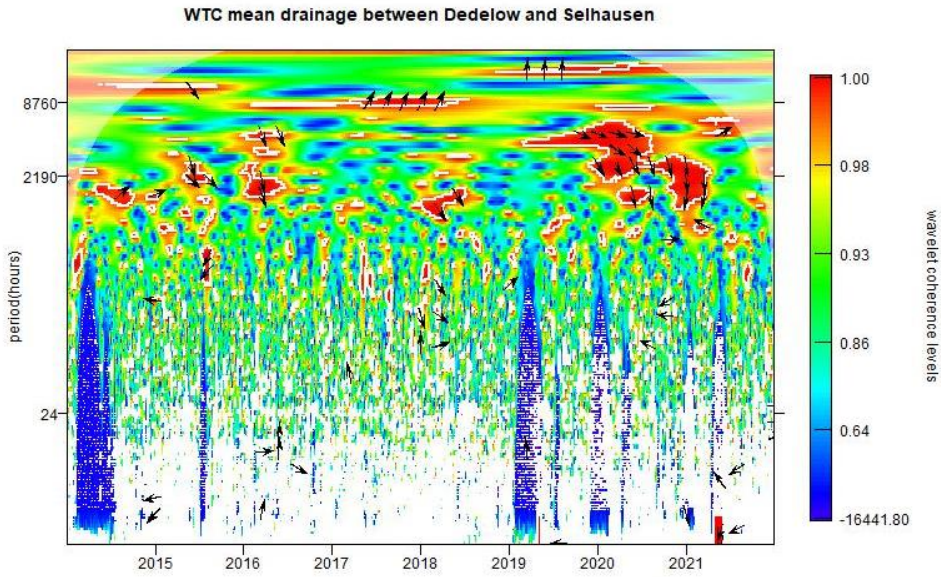 WTC mean drainage between Dedelow and Selhausen
period(hours)
8760
2190
24
2015 2016 2017 2018 2019 2020 2021
1.00
0.98
0.93
0.86
0.64
-16441.80
wavelet coherence levels